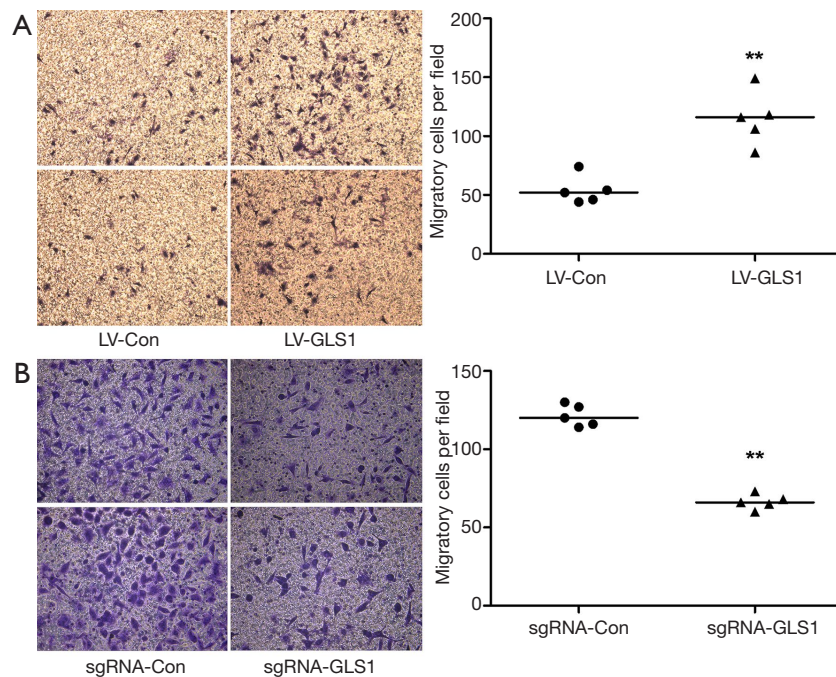 A
LV-Con
LV-GLS1
Migratory cells per field
200
150
100
50
0
**
LV-Con
LV-GLS1
B
sgRNA-Con
sgRNA-GLS1
Migratory cells per field
150
100
50
0
**
sgRNA-Con
sgRNA-GLS1